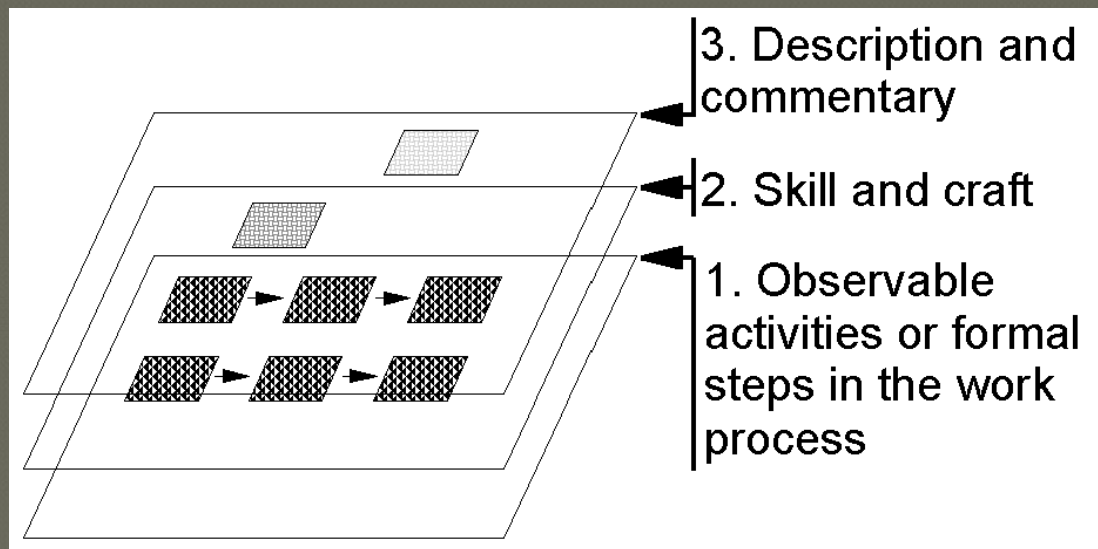 3. Description and
commentary
2. Skill and craft
1. Observable
activities or formal
steps in the work
process